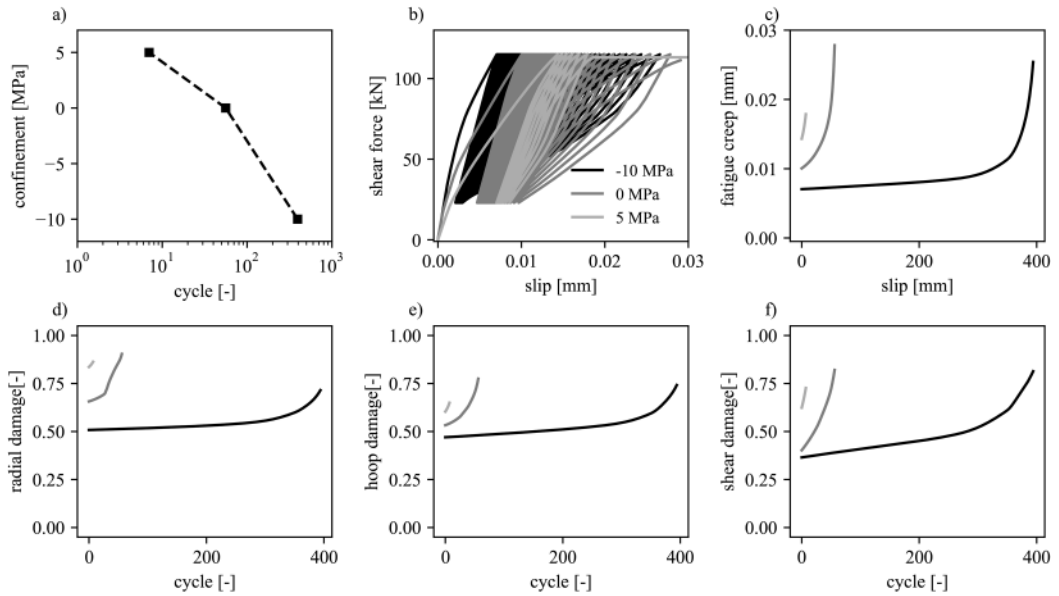 a)
5
0
−5
−10
confinement [MPa]
10^0
10^1
10^2
10^3
cycle [-]
b)
100
50
0
shear force [kN]
-10 MPa
0 MPa
5 MPa
0.00
0.01
0.02
0.03
slip [mm]
c)
0.03
0.02
0.01
0.00
fatigue creep [mm]
0
200
400
slip [mm]
d)
1.00
0.75
0.50
0.25
0.00
radial damage[-]
0
200
400
cycle [-]
e)
1.00
0.75
0.50
0.25
0.00
hoop damage[-]
0
200
400
cycle [-]
f)
1.00
0.75
0.50
0.25
0.00
shear damage[-]
0
200
400
cycle [-]